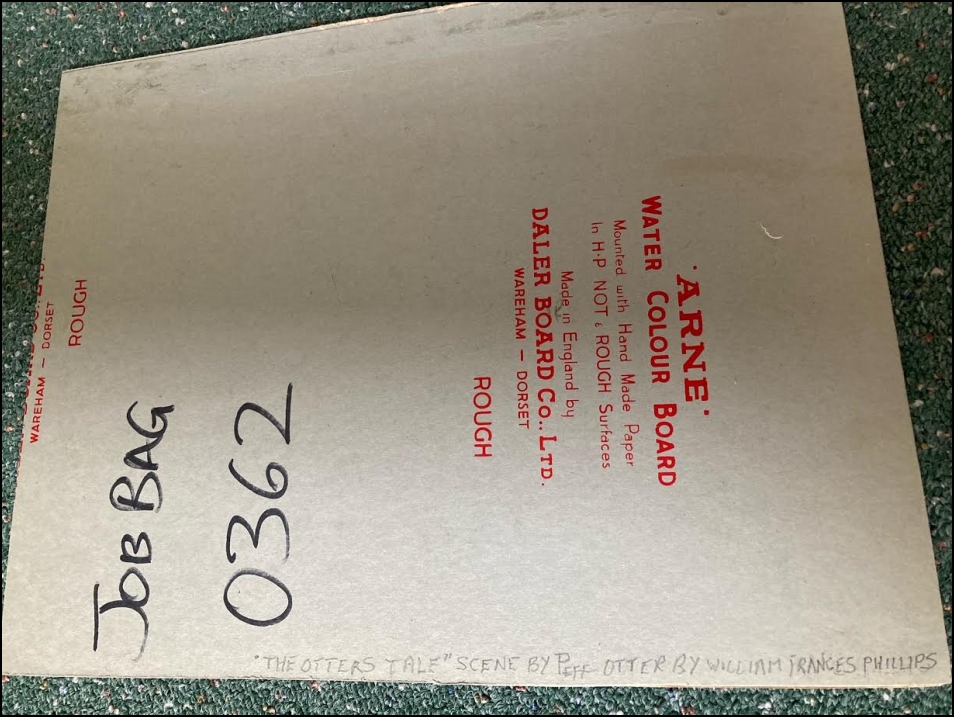 'ARNE'
WATER COLOUR BOARD
Mounted with Hand Made Paper
In H·P NOT & ROUGH Surfaces
Made in England by
DALER BOARD Co., LTD.
WAREHAM — DORSET
ROUGH
ROUGH
WAREHAM — DORSET
JOB BAG
0362
"THE OTTERS TALE" SCENE BY PEFF OTTER BY WILLIAM FRANCES PHILLIPS